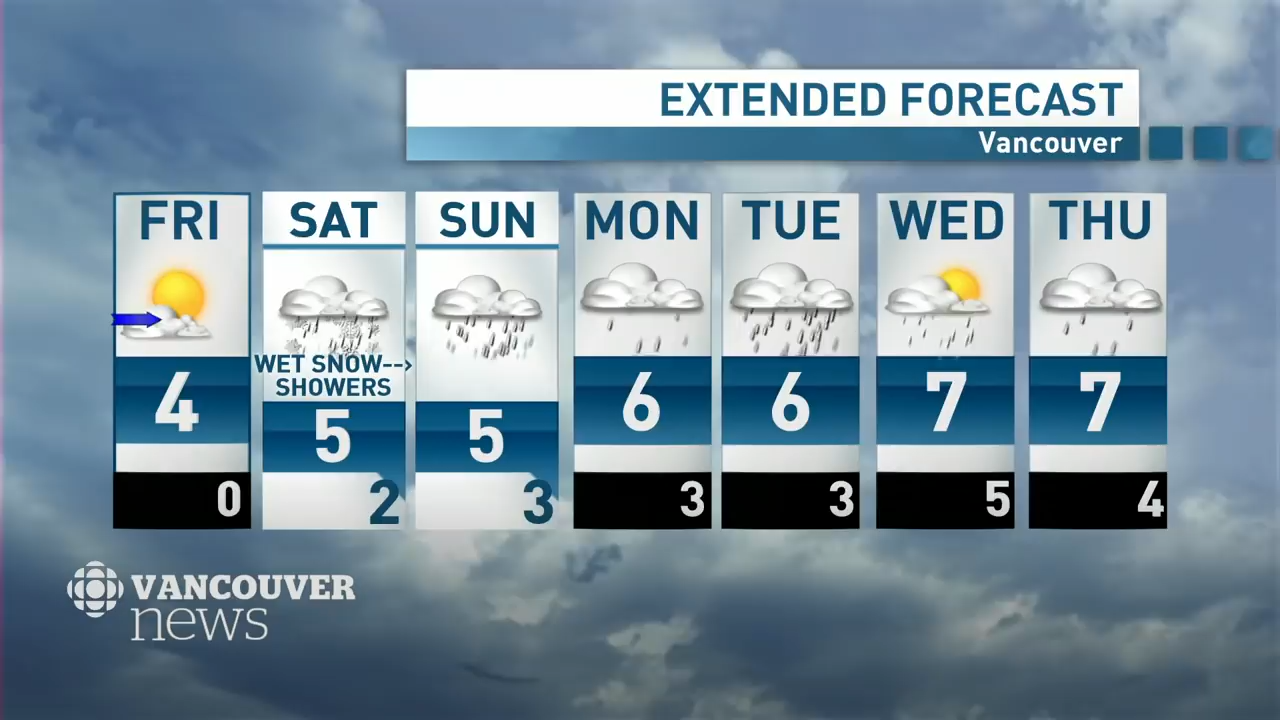 EXTENDED FORECAST
Vancouver
FRI SAT SUN MON TUE WED THU
WET SNOW-->
SHOWERS
4 5 5 6 6 7 7
0 2 3 3 3 5 4
VANCOUVER
news